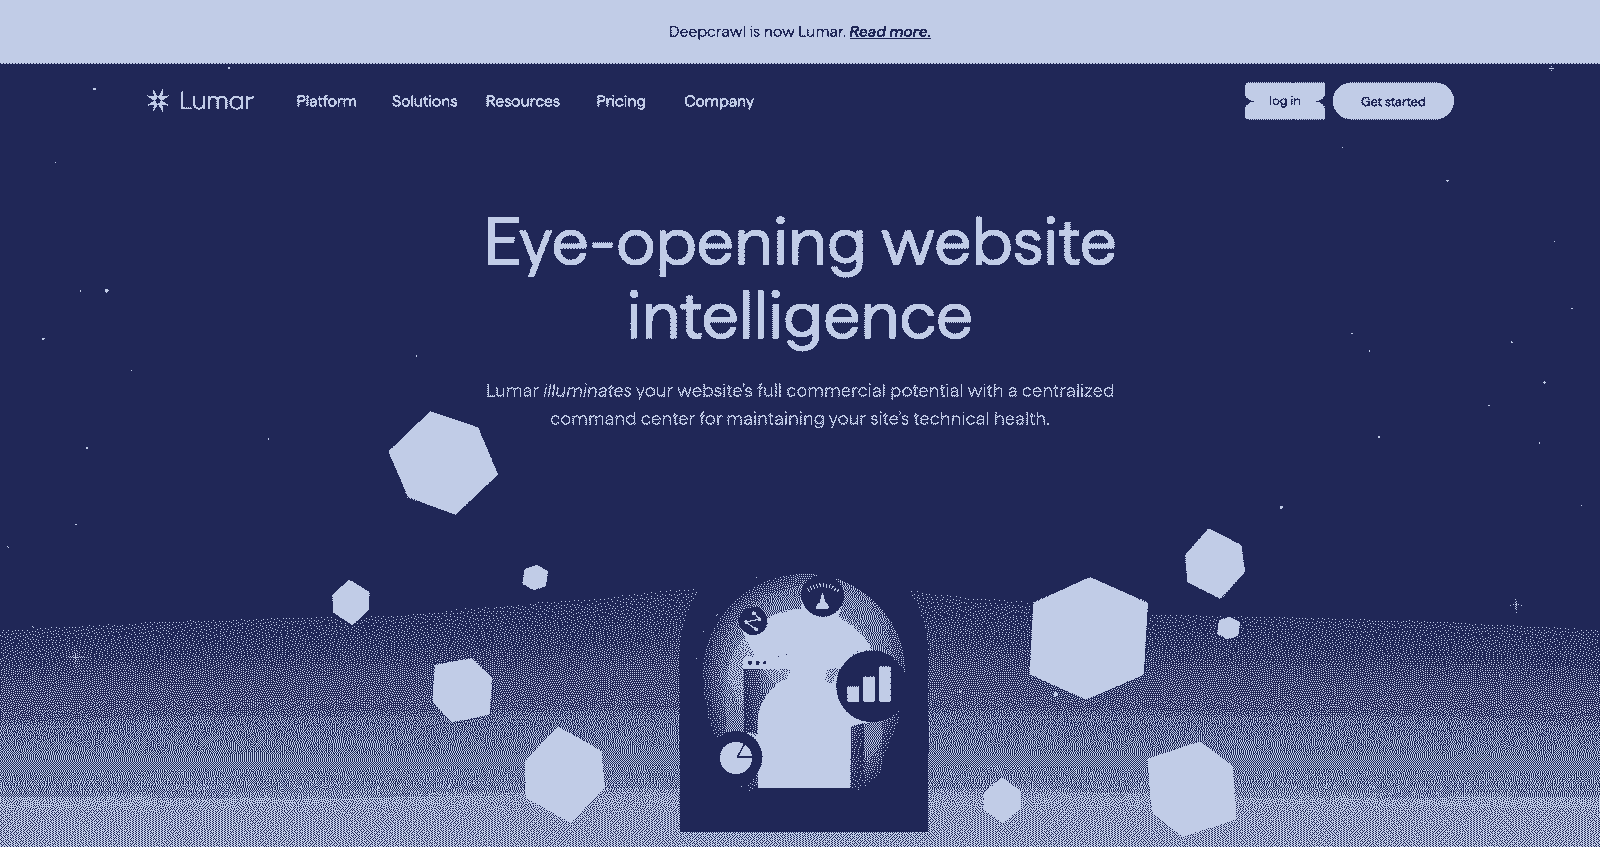 Deepcrawl is now Lumar. Read more.
Lumar
Platform
Solutions
Resources
Pricing
Company
log in
Get started
Eye-opening website
intelligence
Lumar illuminates your website's full commercial potential with a centralized
command center for maintaining your site's technical health.